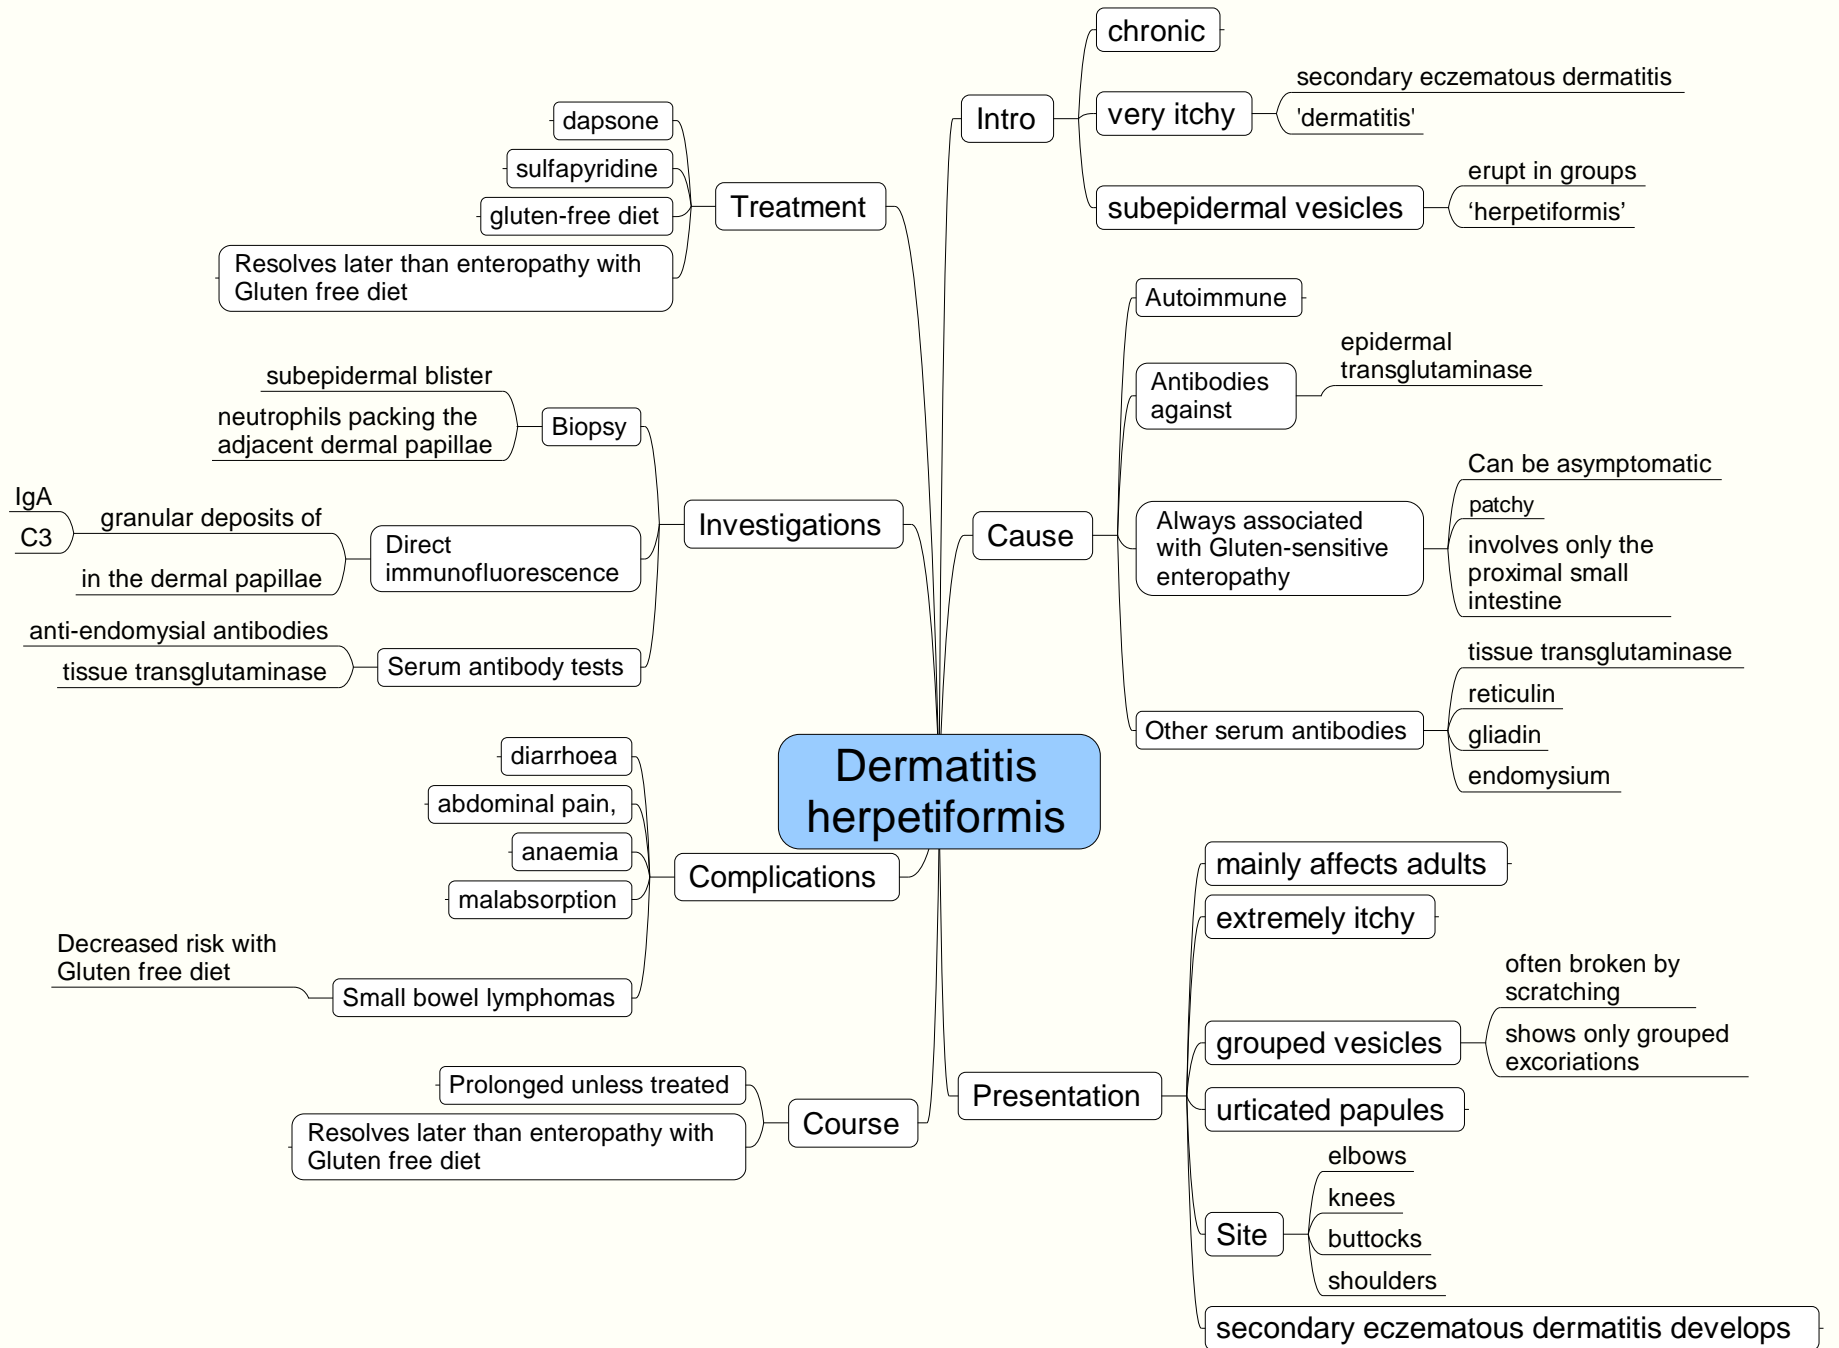 Dermatitis
herpetiformis
Intro
chronic
very itchy
secondary eczematous dermatitis
'dermatitis'
subepidermal vesicles
erupt in groups
‘herpetiformis’
Cause
Autoimmune
Antibodies
against
epidermal
transglutaminase
Always associated
with Gluten-sensitive
enteropathy
Can be asymptomatic
patchy
involves only the
proximal small
intestine
Other serum antibodies
tissue transglutaminase
reticulin
gliadin
endomysium
Presentation
mainly affects adults
extremely itchy
grouped vesicles
often broken by
scratching
shows only grouped
excoriations
urticated papules
Site
elbows
knees
buttocks
shoulders
secondary eczematous dermatitis develops
Treatment
dapsone
sulfapyridine
gluten-free diet
Resolves later than enteropathy with
Gluten free diet
Investigations
Biopsy
subepidermal blister
neutrophils packing the
adjacent dermal papillae
Direct
immunofluorescence
granular deposits of
IgA
C3
in the dermal papillae
Serum antibody tests
anti-endomysial antibodies
tissue transglutaminase
Complications
diarrhoea
abdominal pain,
anaemia
malabsorption
Small bowel lymphomas
Decreased risk with
Gluten free diet
Course
Prolonged unless treated
Resolves later than enteropathy with
Gluten free diet